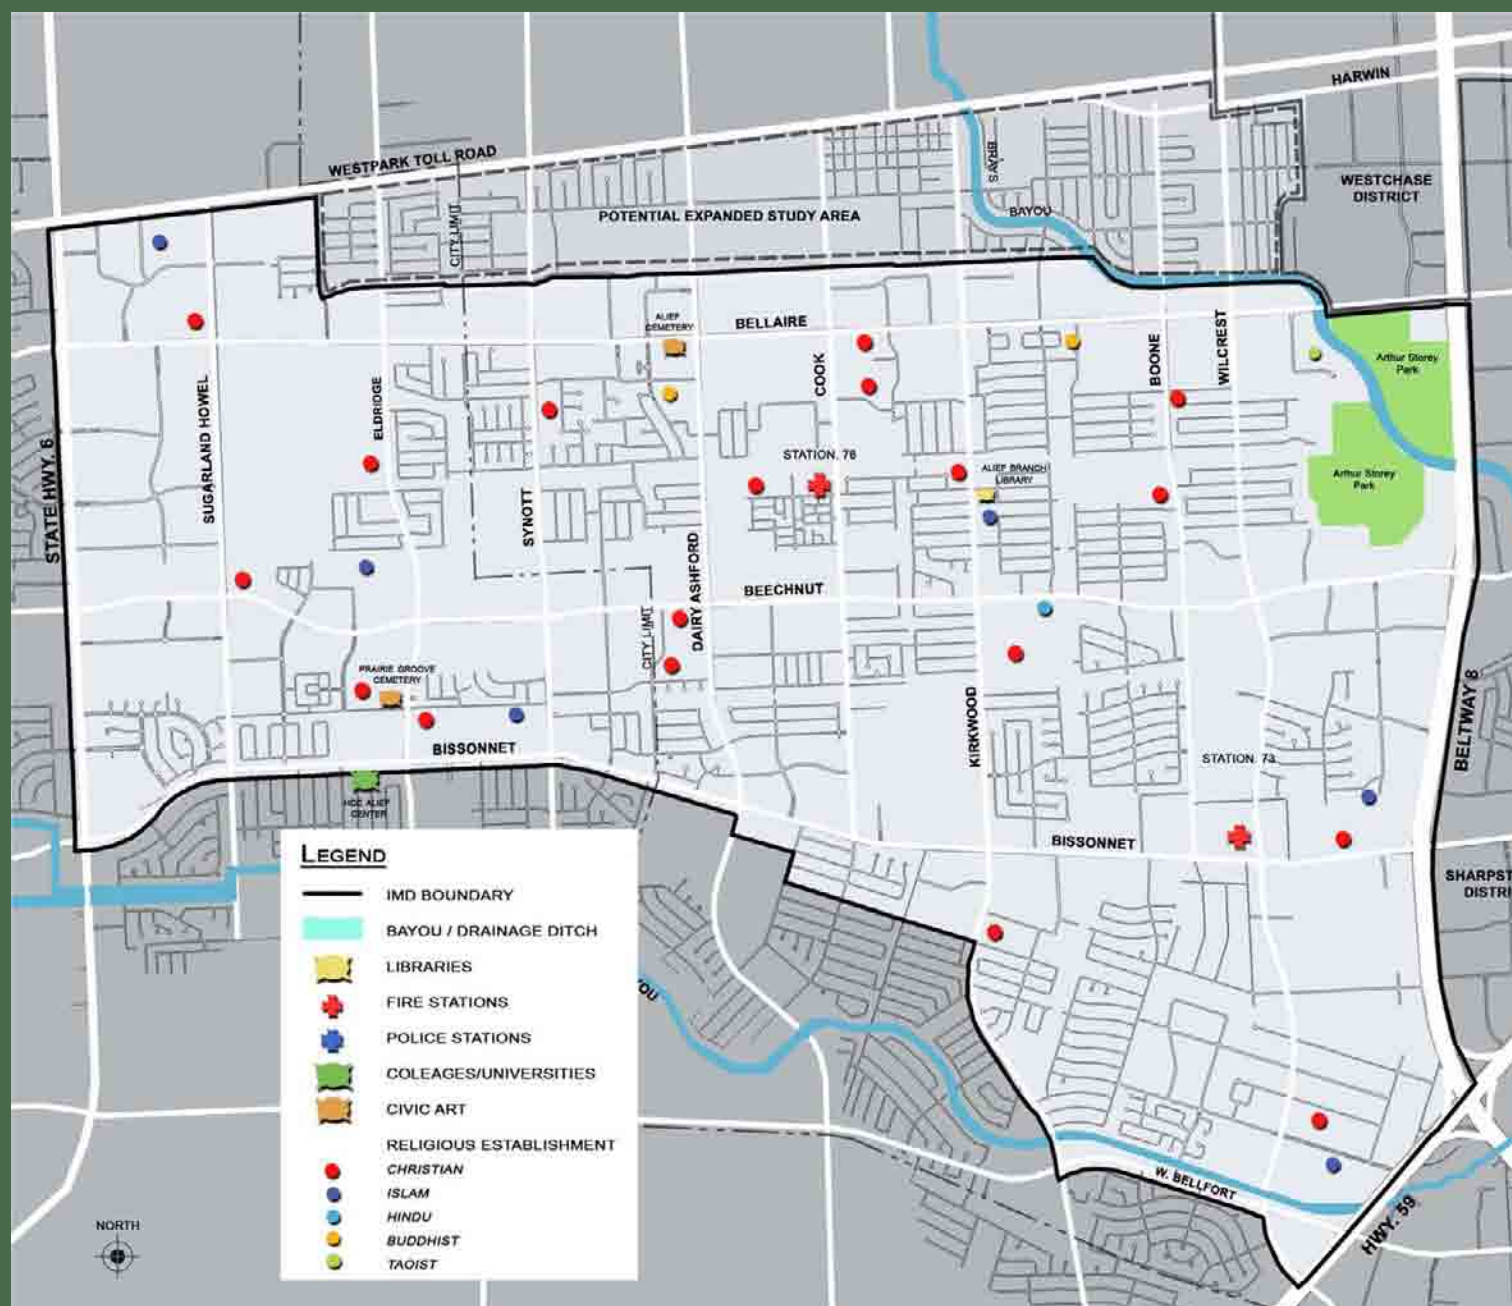 HARWIN
WESTPARK TOLL ROAD
BRAYS
BAYOU
WESTCHASE
DISTRICT
CITY LIMIT
POTENTIAL EXPANDED STUDY AREA
ALIEF
CEMETERY
BELLAIRE
COOK
BOONE
WILCREST
Arthur Storey
Park
STATE HWY. 6
SUGARLAND HOWEL
ELDRIDGE
SYNOTT
STATION. 76
ALIEF BRANCH
LIBRARY
Arthur Storey
Park
DAIRY ASHFORD
BEECHNUT
CITY LIMIT
PRAIRIE GROOVE
CEMETERY
KIRKWOOD
BELTWAY 8
BISSONNET
STATION. 73
HCC ALIEF
CENTER
BISSONNET
SHARPST
DISTRI
LEGEND
IMD BOUNDARY
BAYOU / DRAINAGE DITCH
LIBRARIES
FIRE STATIONS
POLICE STATIONS
COLEAGES/UNIVERSITIES
CIVIC ART
RELIGIOUS ESTABLISHMENT
CHRISTIAN
ISLAM
HINDU
BUDDHIST
TAOIST
OU
W. BELLFORT
HWY. 59
NORTH